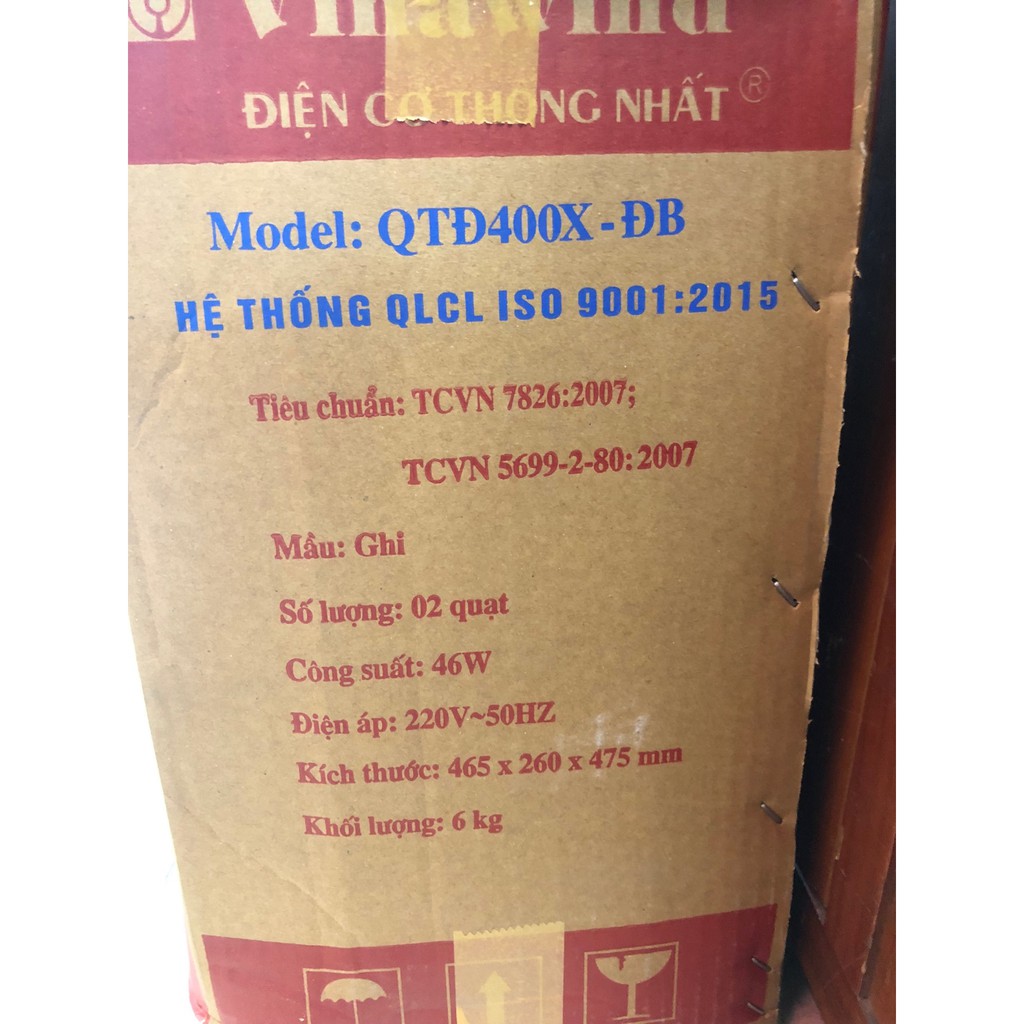 Vinawind
ĐIỆN CƠ THỐNG NHẤT ®
Model: QTĐ400X-ĐB
HỆ THỐNG QLCL ISO 9001:2015
Tiêu chuẩn: TCVN 7826:2007;
TCVN 5699-2-80:2007
Mầu: Ghi
Số lượng: 02 quạt
Công suất: 46W
Điện áp: 220V~50HZ
Kích thước: 465 x 260 x 475 mm
Khối lượng: 6 kg